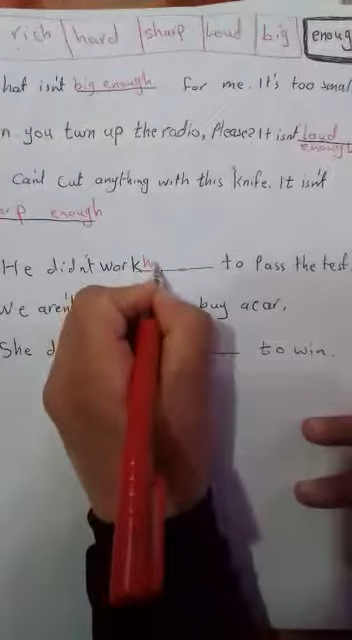 rich hard sharp Loud big enoug
hat isn't big enough for me. It's too smal
n you turn up the radio, Please? It isn't Loud
enough
Can't cut anything with this knife. It isn't
arp enough
He didn't work h to Pass the test.
We aren't buy a car.
She d to win.